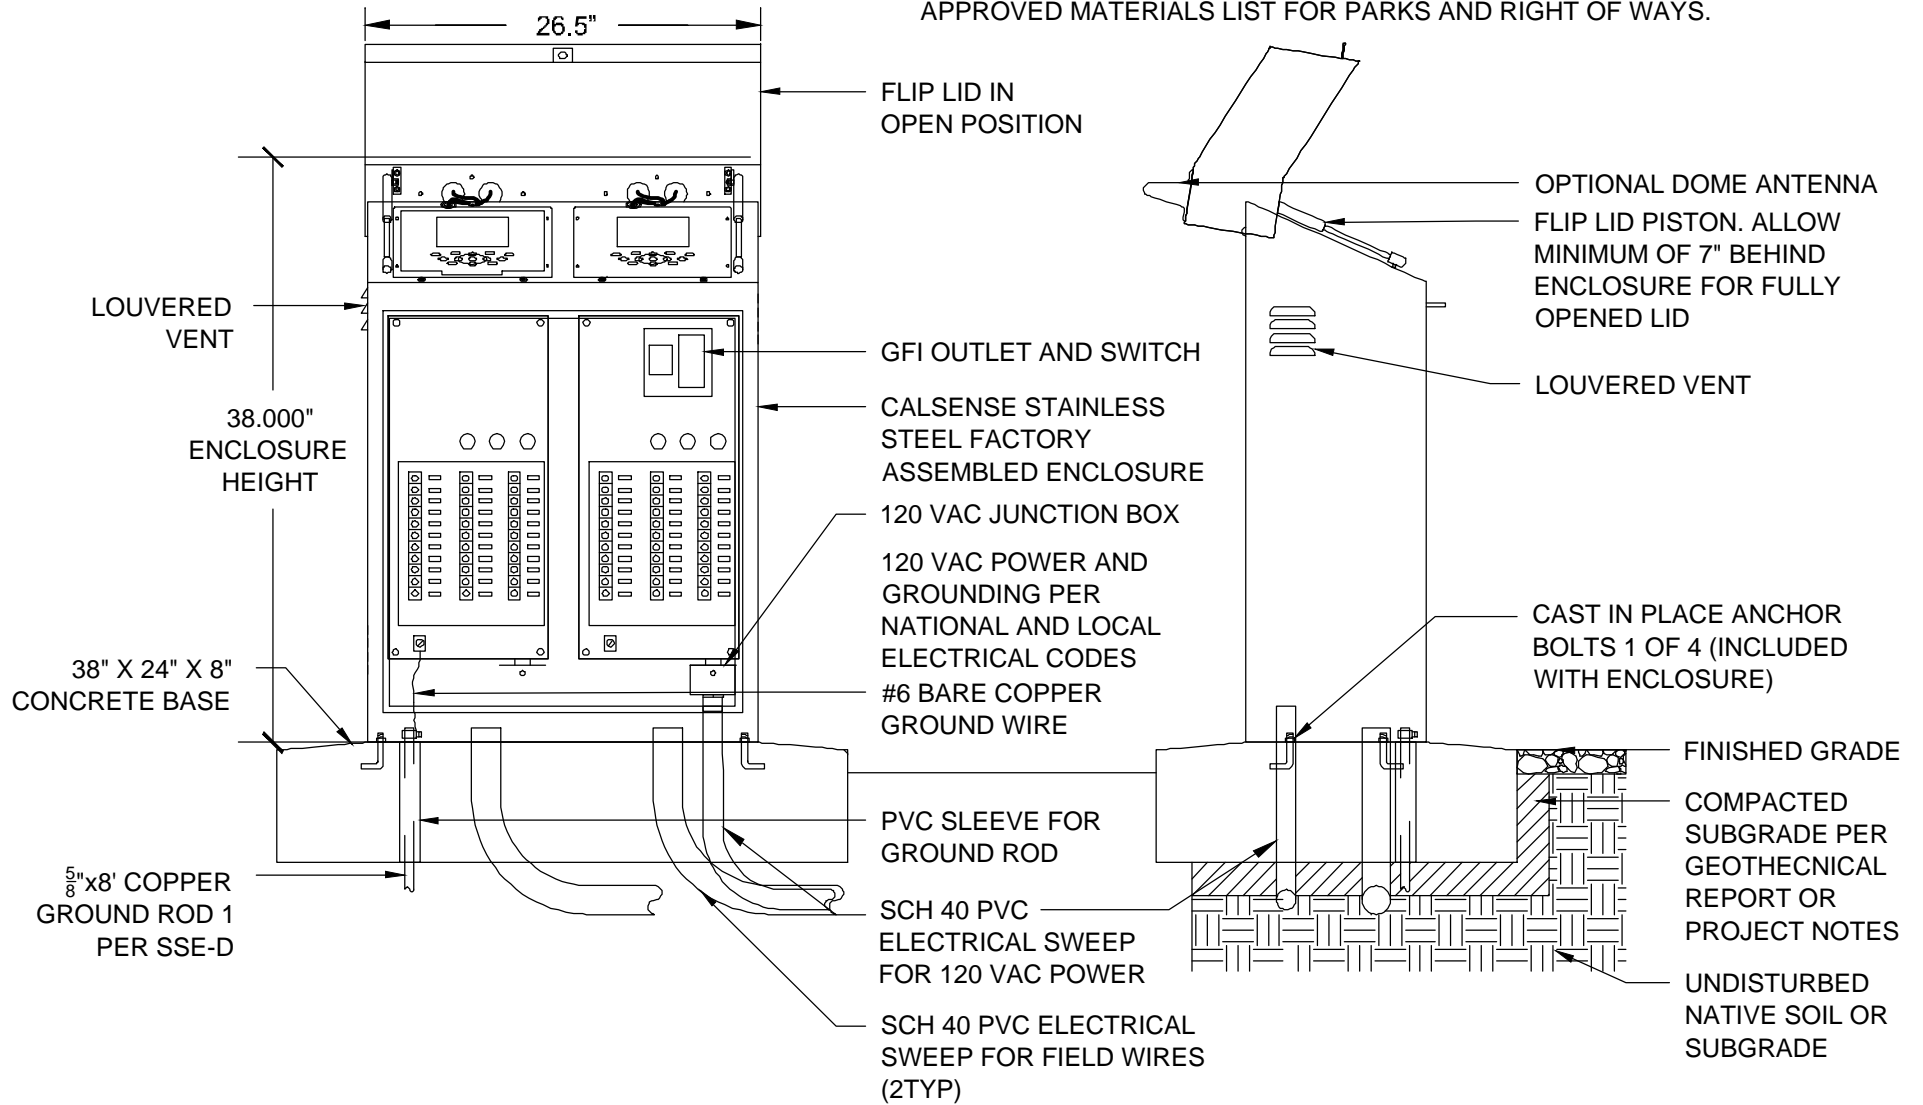 APPROVED MATERIALS LIST FOR PARKS AND RIGHT OF WAYS.
26.5"
FLIP LID IN
OPEN POSITION
LOUVERED
VENT
38.000"
ENCLOSURE
HEIGHT
GFI OUTLET AND SWITCH
CALSENSE STAINLESS
STEEL FACTORY
ASSEMBLED ENCLOSURE
120 VAC JUNCTION BOX
120 VAC POWER AND
GROUNDING PER
NATIONAL AND LOCAL
ELECTRICAL CODES
#6 BARE COPPER
GROUND WIRE
38" X 24" X 8"
CONCRETE BASE
PVC SLEEVE FOR
GROUND ROD
5/8"x8' COPPER
GROUND ROD 1
PER SSE-D
SCH 40 PVC
ELECTRICAL SWEEP
FOR 120 VAC POWER
SCH 40 PVC ELECTRICAL
SWEEP FOR FIELD WIRES
(2TYP)
OPTIONAL DOME ANTENNA
FLIP LID PISTON. ALLOW
MINIMUM OF 7" BEHIND
ENCLOSURE FOR FULLY
OPENED LID
LOUVERED VENT
CAST IN PLACE ANCHOR
BOLTS 1 OF 4 (INCLUDED
WITH ENCLOSURE)
FINISHED GRADE
COMPACTED
SUBGRADE PER
GEOTHECNICAL
REPORT OR
PROJECT NOTES
UNDISTURBED
NATIVE SOIL OR
SUBGRADE